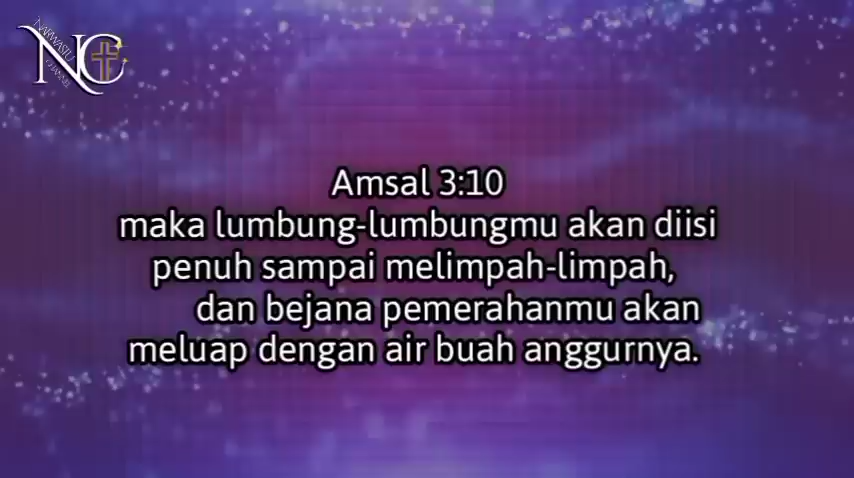 NC
Amsal 3:10
maka lumbung-lumbungmu akan diisi
penuh sampai melimpah-limpah,
dan bejana pemerahanmu akan
meluap dengan air buah anggurnya.